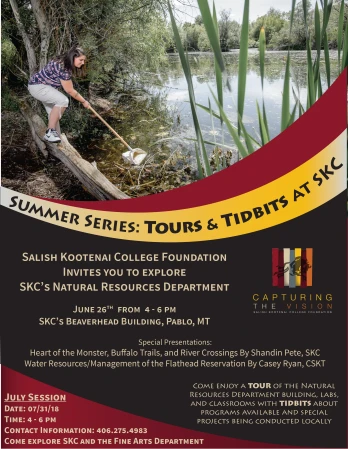 Summer Series: Tours & Tidbits at SKC
Salish Kootenai College Foundation
Invites you to explore
SKC's Natural Resources Department
June 26th from 4 - 6 pm
SKC's Beaverhead Building, Pablo, MT
CAPTURING
THE VISION
SALISH KOOTENAI COLLEGE FOUNDATION
Special Presentations:
Heart of the Monster, Buffalo Trails, and River Crossings By Shandin Pete, SKC
Water Resources/Management of the Flathead Reservation By Casey Ryan, CSKT
July Session
Date: 07/31/18
Time: 4 - 6 pm
Contact Information: 406.275.4983
Come explore SKC and the Fine Arts Department
Come enjoy a tour of the Natural
Resources Department building, labs,
and classrooms with tidbits about
programs available and special
projects being conducted locally